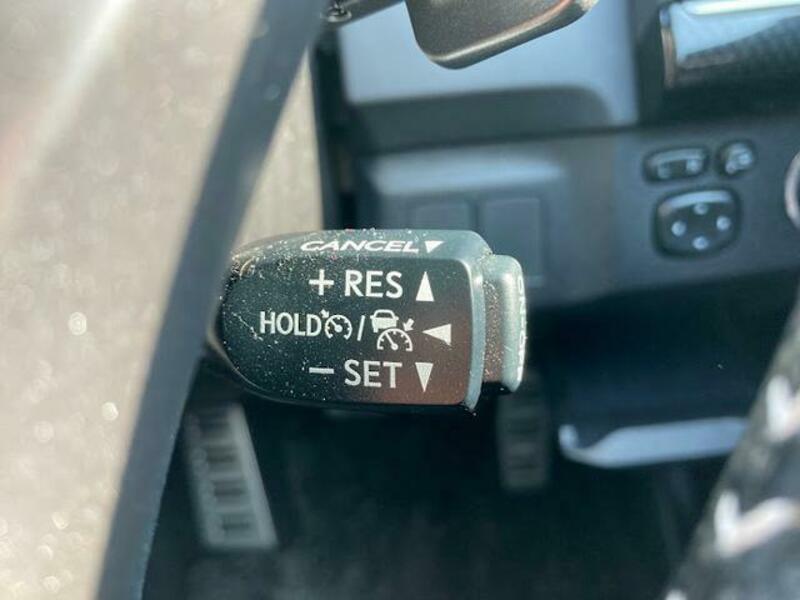 CANCEL▼
+ RES ▲
HOLD / ◀
− SET ▼